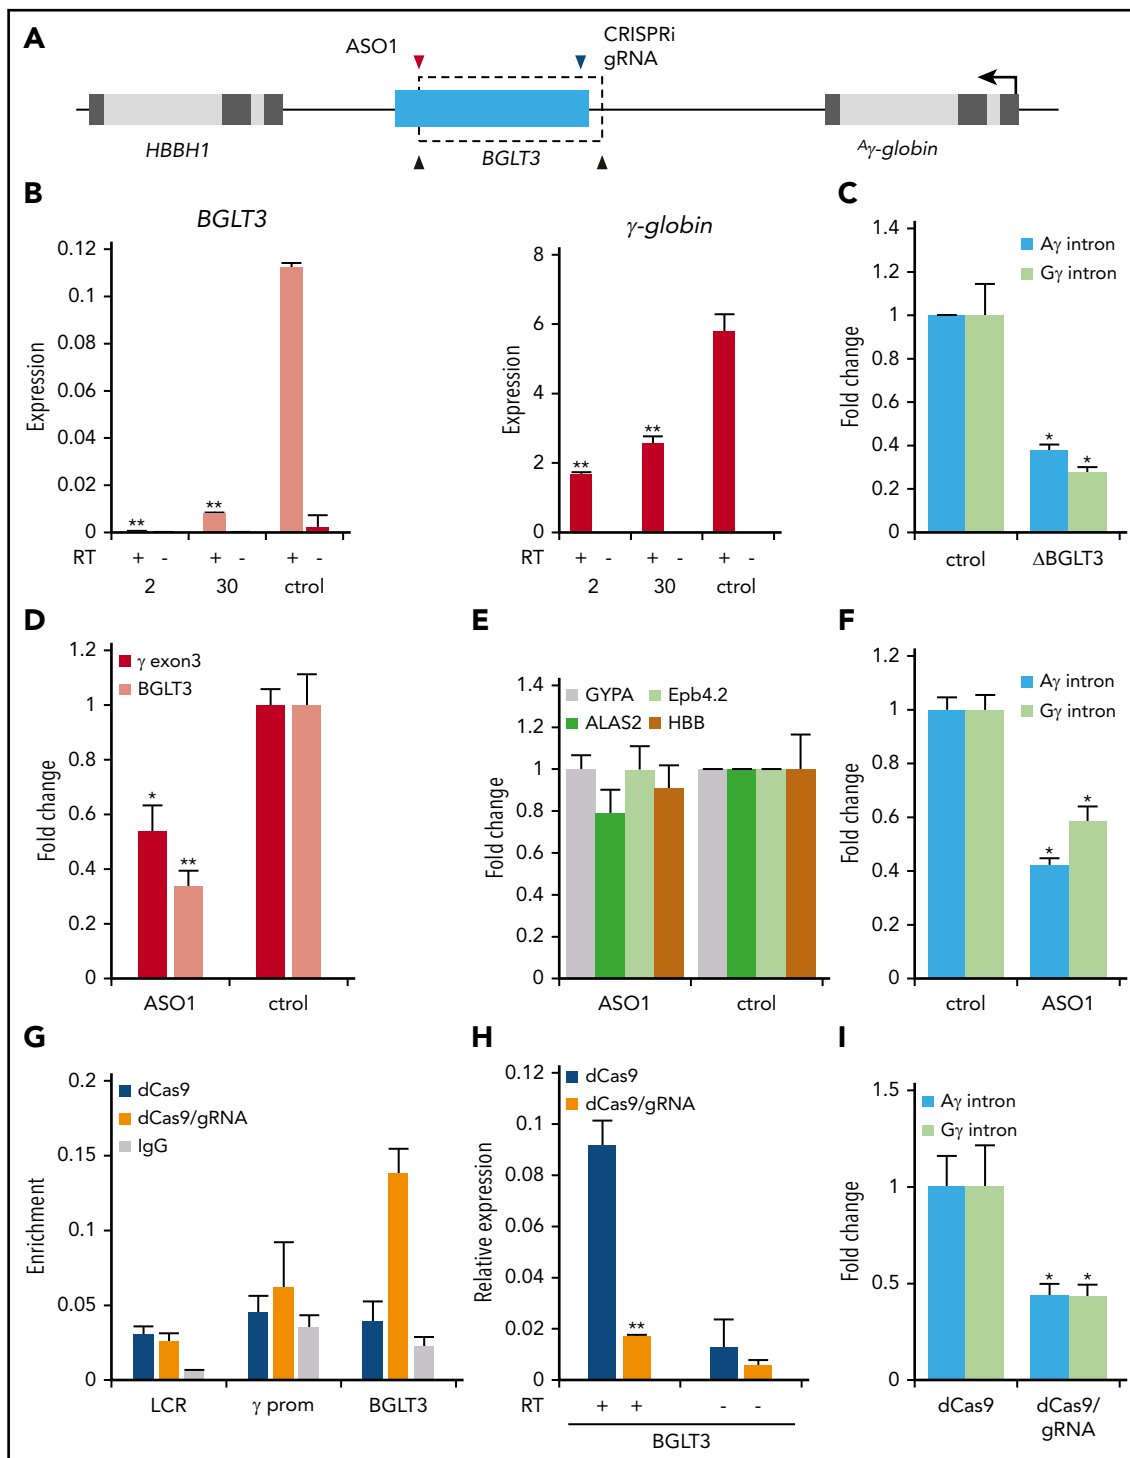 A
ASO1
CRISPRi
gRNA
HBBH1
BGLT3
Aγ-globin
B
BGLT3
Expression
0.12
0.1
0.08
0.06
0.04
0.02
0
RT + - + - + -
2 30 ctrol
γ-globin
Expression
8
6
4
2
0
** **
** **
RT + - + - + -
2 30 ctrol
C
Fold change
1.4
1.2
1
0.8
0.6
0.4
0.2
0
Aγ intron
Gγ intron
* *
ctrol ΔBGLT3
D
Fold change
1.2
1
0.8
0.6
0.4
0.2
0
γ exon3
BGLT3
* **
ASO1 ctrol
E
Fold change
1.4
1.2
1
0.8
0.6
0.4
0.2
0
GYPA Epb4.2
ALAS2 HBB
ASO1 ctrol
F
Fold change
1.2
1
0.8
0.6
0.4
0.2
0
Aγ intron
Gγ intron
* *
ctrol ASO1
G
Enrichment
0.2
0.15
0.1
0.05
0
dCas9
dCas9/gRNA
IgG
LCR γ prom BGLT3
H
Relative expression
0.12
0.1
0.08
0.06
0.04
0.02
0
dCas9
dCas9/gRNA
**
RT + + - -
BGLT3
I
Fold change
1.5
1
0.5
0
Aγ intron
Gγ intron
* *
dCas9 dCas9/
gRNA